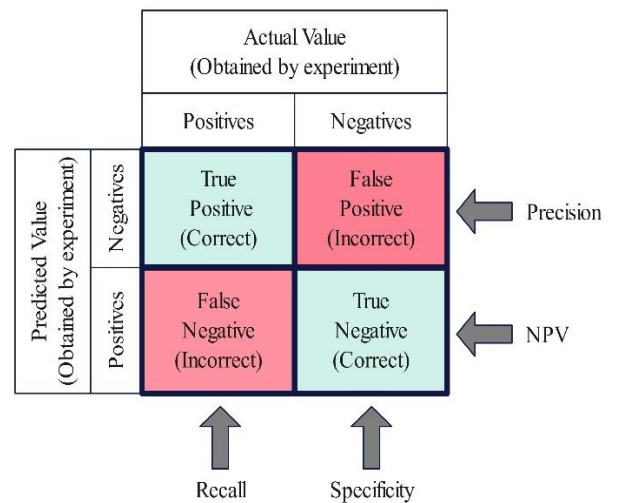 Actual Value
(Obtained by experiment)
Positives
Negatives
Predicted Value
(Obtained by experiment)
Negatives
True
Positive
(Correct)
False
Positive
(Incorrect)
Precision
Positives
False
Negative
(Incorrect)
True
Negative
(Correct)
NPV
Recall
Specificity